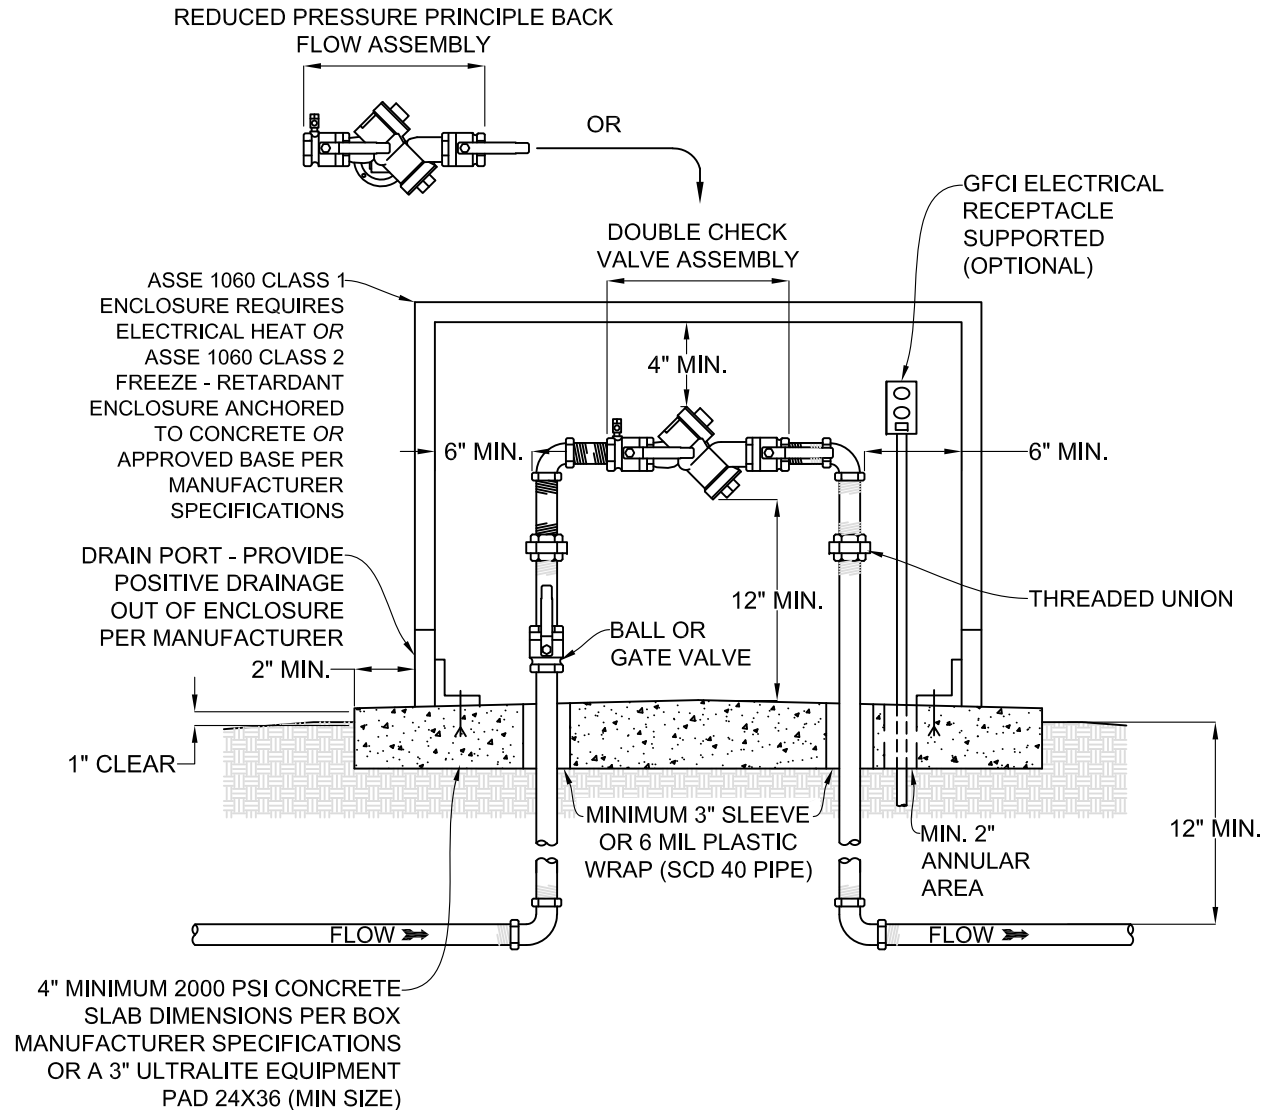 REDUCED PRESSURE PRINCIPLE BACK
FLOW ASSEMBLY
OR
DOUBLE CHECK
VALVE ASSEMBLY
GFCI ELECTRICAL
RECEPTACLE
SUPPORTED
(OPTIONAL)
ASSE 1060 CLASS 1
ENCLOSURE REQUIRES
ELECTRICAL HEAT OR
ASSE 1060 CLASS 2
FREEZE - RETARDANT
ENCLOSURE ANCHORED
TO CONCRETE OR
APPROVED BASE PER
MANUFACTURER
SPECIFICATIONS
4" MIN.
6" MIN.
6" MIN.
DRAIN PORT - PROVIDE
POSITIVE DRAINAGE
OUT OF ENCLOSURE
PER MANUFACTURER
2" MIN.
12" MIN.
THREADED UNION
BALL OR
GATE VALVE
1" CLEAR
MINIMUM 3" SLEEVE
OR 6 MIL PLASTIC
WRAP (SCD 40 PIPE)
MIN. 2"
ANNULAR
AREA
12" MIN.
FLOW
FLOW
4" MINIMUM 2000 PSI CONCRETE
SLAB DIMENSIONS PER BOX
MANUFACTURER SPECIFICATIONS
OR A 3" ULTRALITE EQUIPMENT
PAD 24X36 (MIN SIZE)